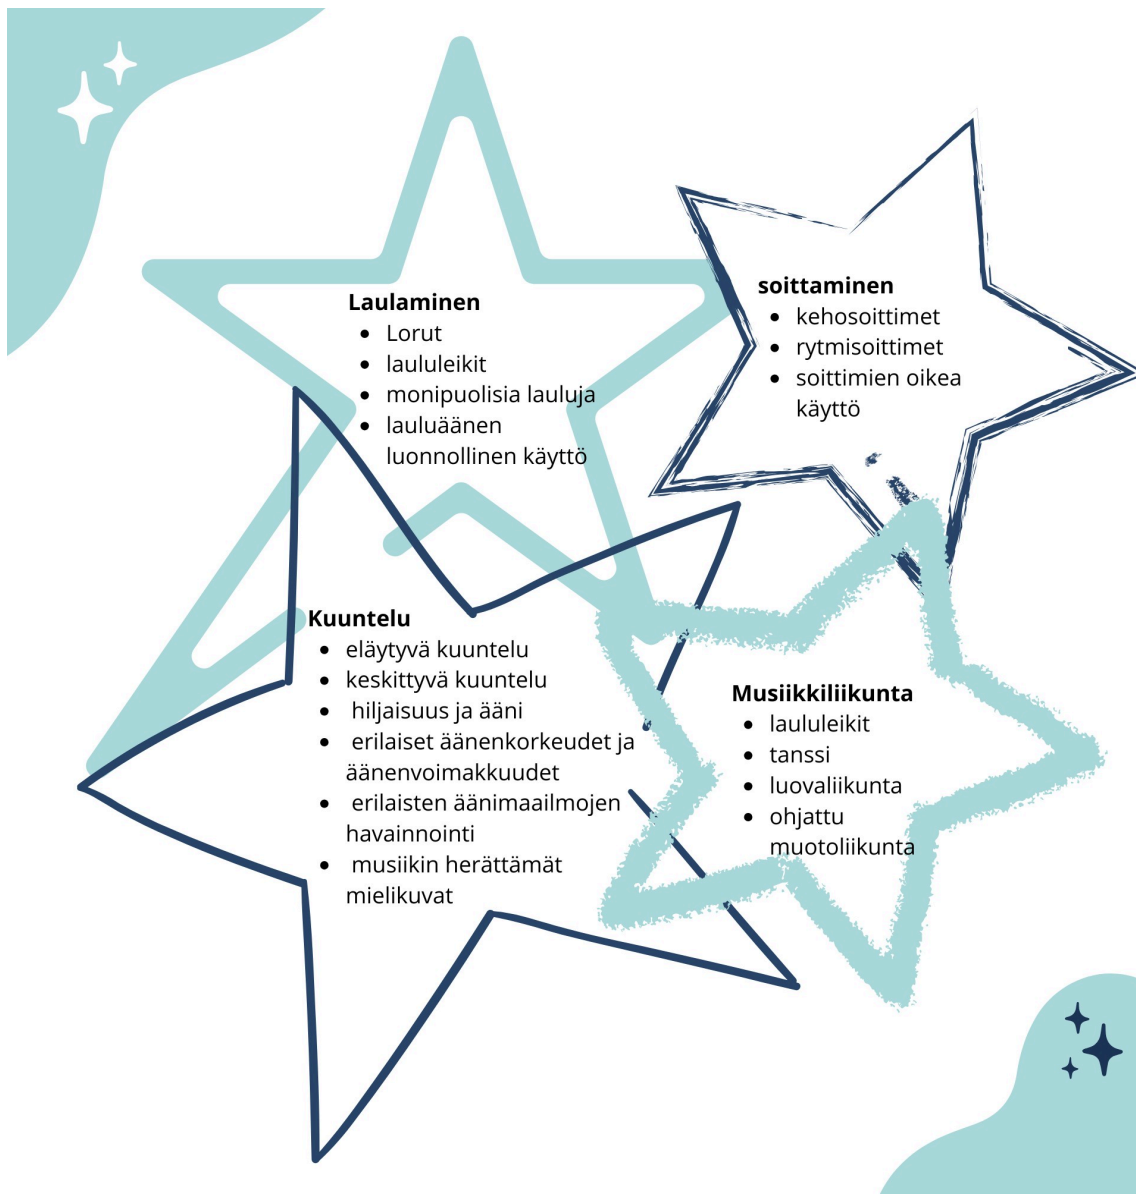 Laulaminen
• Lorut
• laululeikit
• monipuolisia lauluja
• lauluäänen
luonnollinen käyttö
soittaminen
• kehosoittimet
• rytmisoittimet
• soittimien oikea
käyttö
Kuuntelu
• eläytyvä kuuntelu
• keskittyvä kuuntelu
• hiljaisuus ja ääni
• erilaiset äänenkorkeudet ja
äänenvoimakkuudet
• erilaisten äänimaailmojen
havainnointi
• musiikin herättämät
mielikuvat
Musiikkiliikunta
• laululeikit
• tanssi
• luovaliikunta
• ohjattu
muotoliikunta